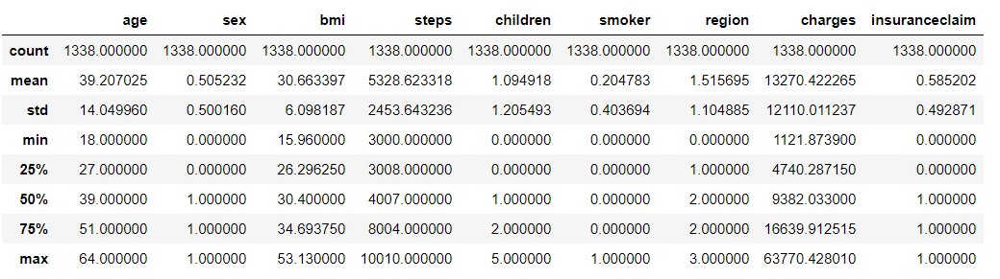 age sex bmi steps children smoker region charges insuranceclaim
count 1338.000000 1338.000000 1338.000000 1338.000000 1338.000000 1338.000000 1338.000000 1338.000000 1338.000000
mean 39.207025 0.505232 30.663397 5328.623318 1.094918 0.204783 1.515695 13270.422265 0.585202
std 14.049960 0.500160 6.098187 2453.643236 1.205493 0.403694 1.104885 12110.011237 0.492871
min 18.000000 0.000000 15.960000 3000.000000 0.000000 0.000000 0.000000 1121.873900 0.000000
25% 27.000000 0.000000 26.296250 3008.000000 0.000000 0.000000 1.000000 4740.287150 0.000000
50% 39.000000 1.000000 30.400000 4007.000000 1.000000 0.000000 2.000000 9382.033000 1.000000
75% 51.000000 1.000000 34.693750 8004.000000 2.000000 0.000000 2.000000 16639.912515 1.000000
max 64.000000 1.000000 53.130000 10010.000000 5.000000 1.000000 3.000000 63770.428010 1.000000